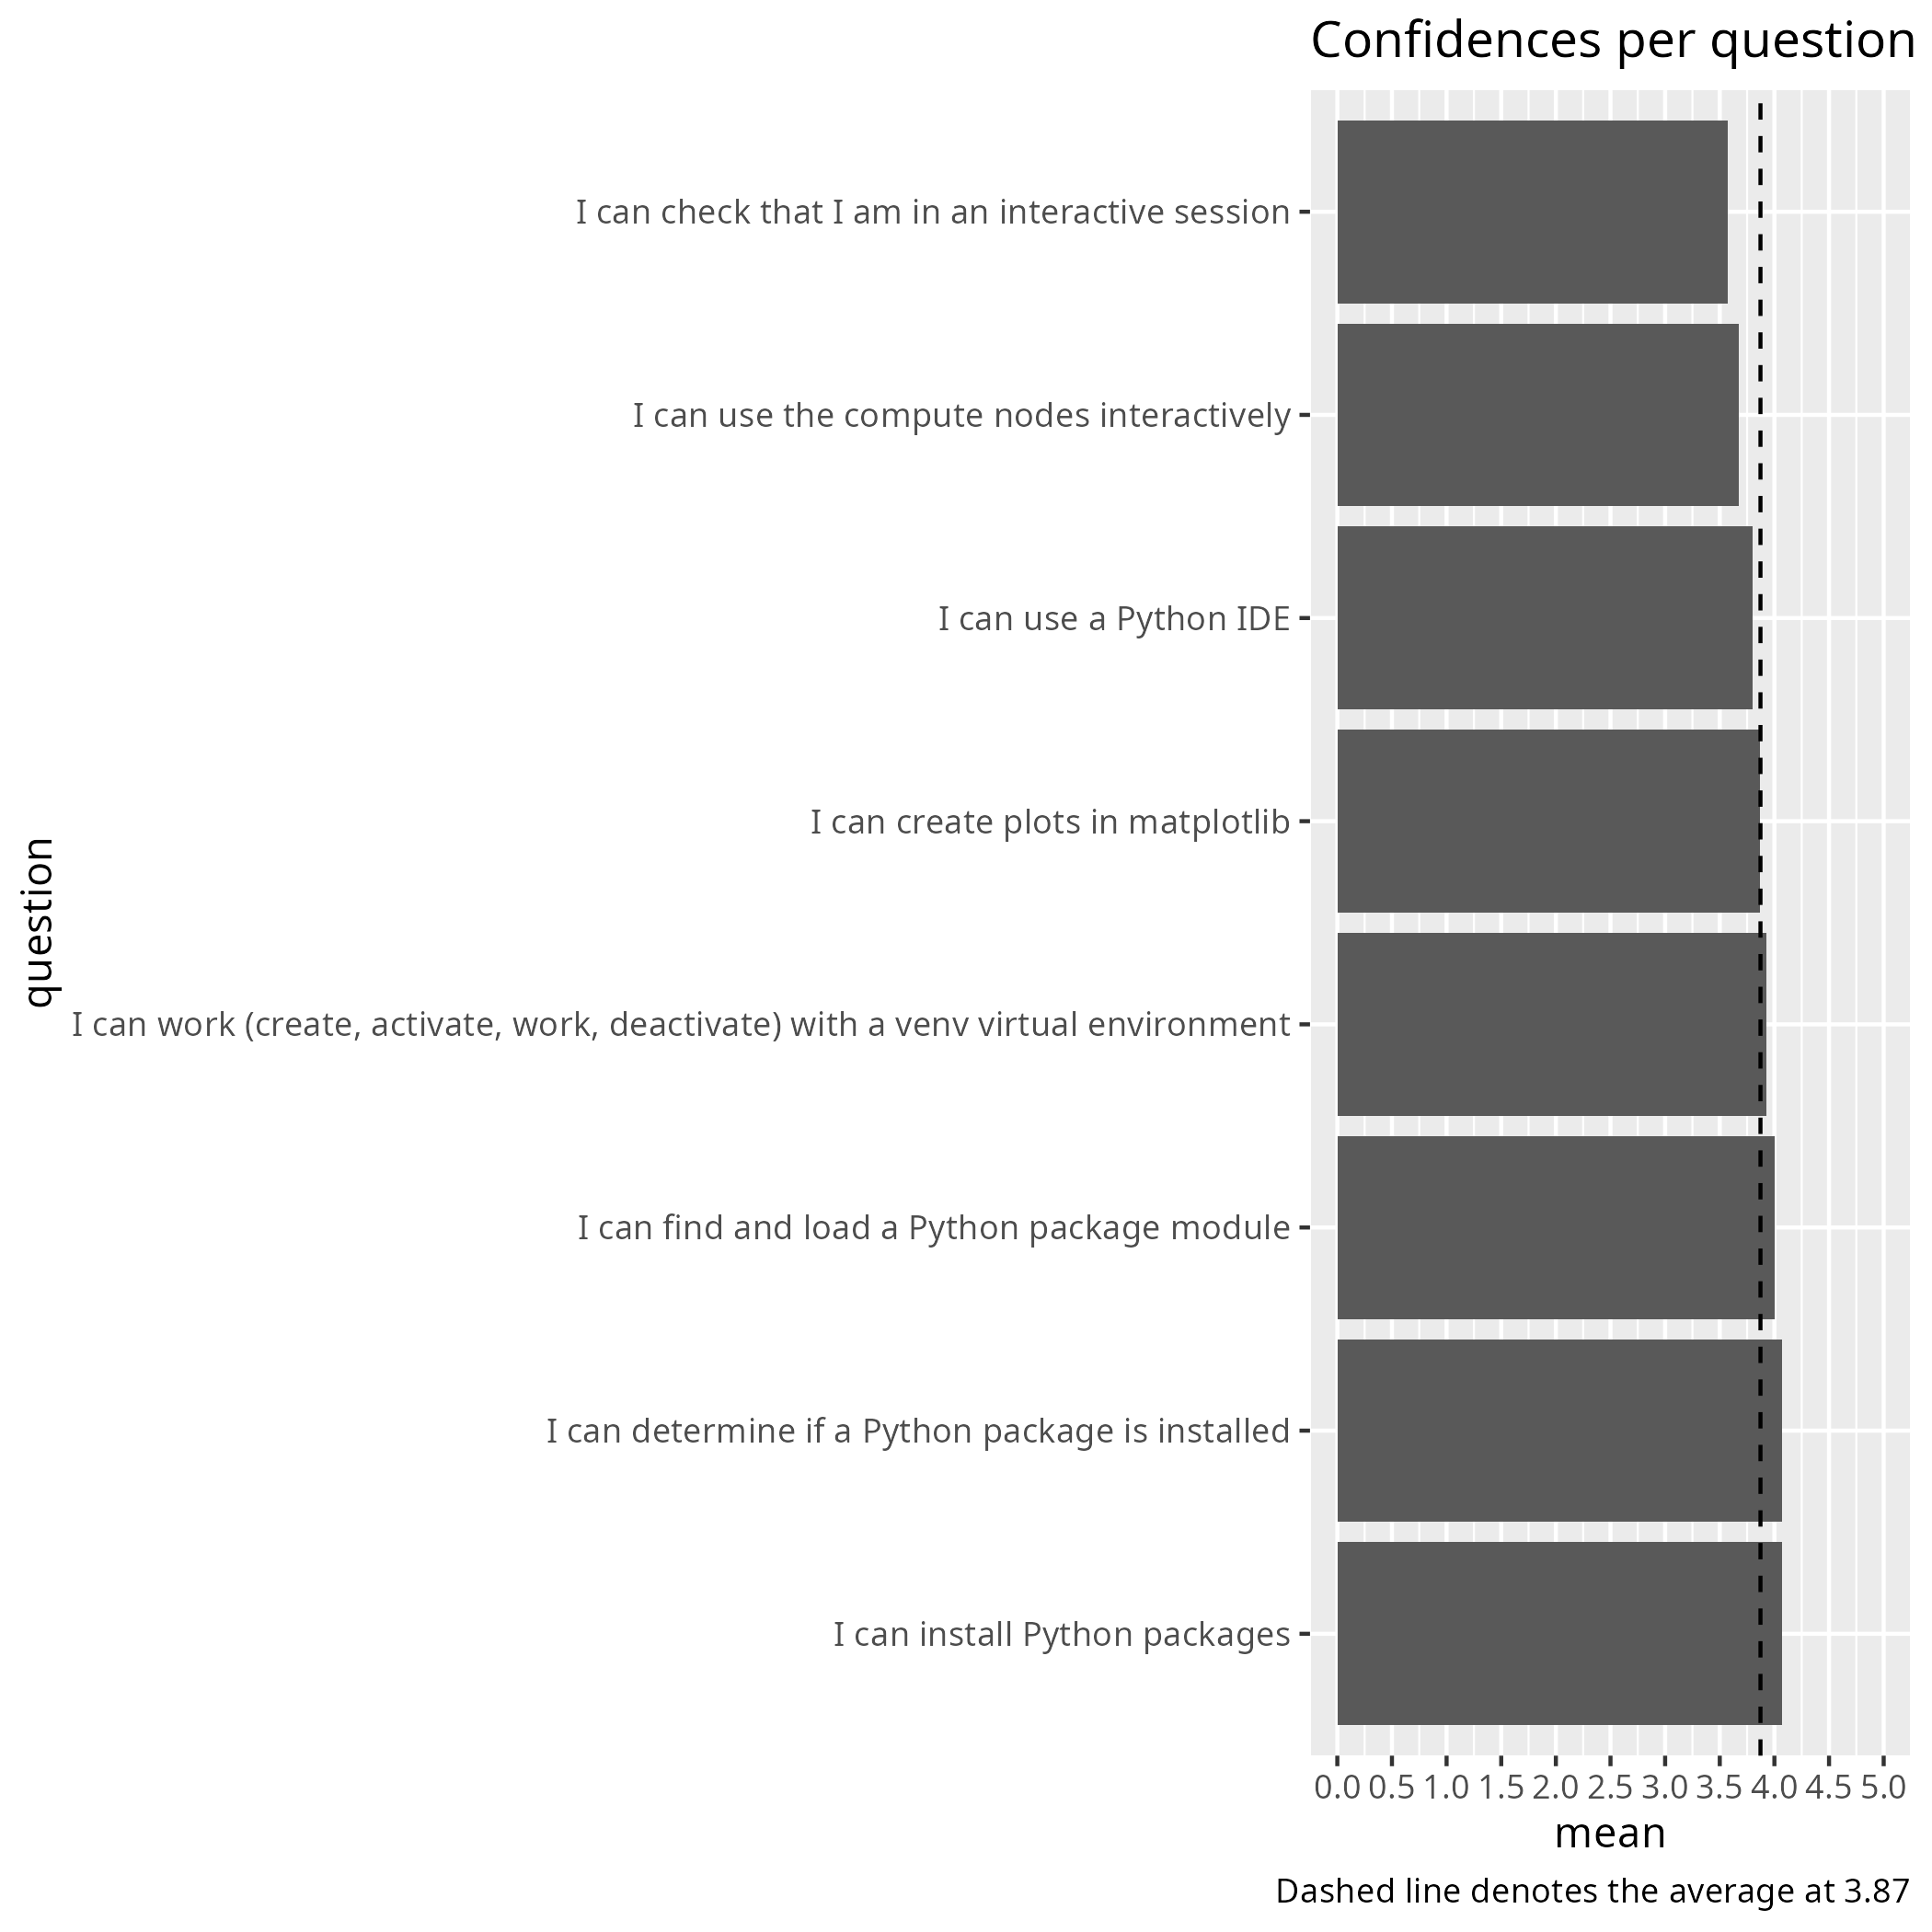 Confidences per question
question
I can check that I am in an interactive session
I can use the compute nodes interactively
I can use a Python IDE
I can create plots in matplotlib
I can work (create, activate, work, deactivate) with a venv virtual environment
I can find and load a Python package module
I can determine if a Python package is installed
I can install Python packages
0.0 0.5 1.0 1.5 2.0 2.5 3.0 3.5 4.0 4.5 5.0
mean
Dashed line denotes the average at 3.87